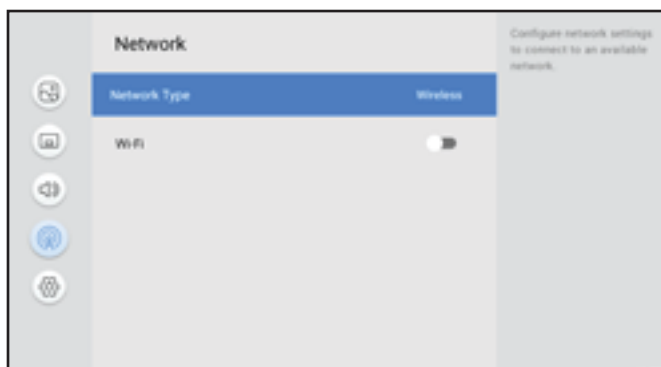 Network
Configure network settings
to connect to an available
network.
Network Type Wireless
Wi-Fi